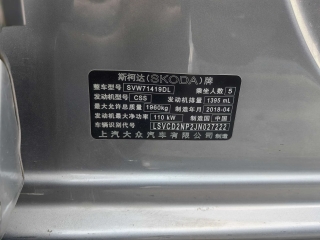 斯柯达(SKODA)牌
整车型号 SVW71419DL 乘坐人数 5
发动机型号 CSS 发动机排量 1395 mL
最大允许总质量 1960kg 制造年月 2018-04
发动机最大净功率 110 kW 制造国 中国
车辆识别代号 LSVCD2NP2JN027222
上汽大众汽车有限公司 制造